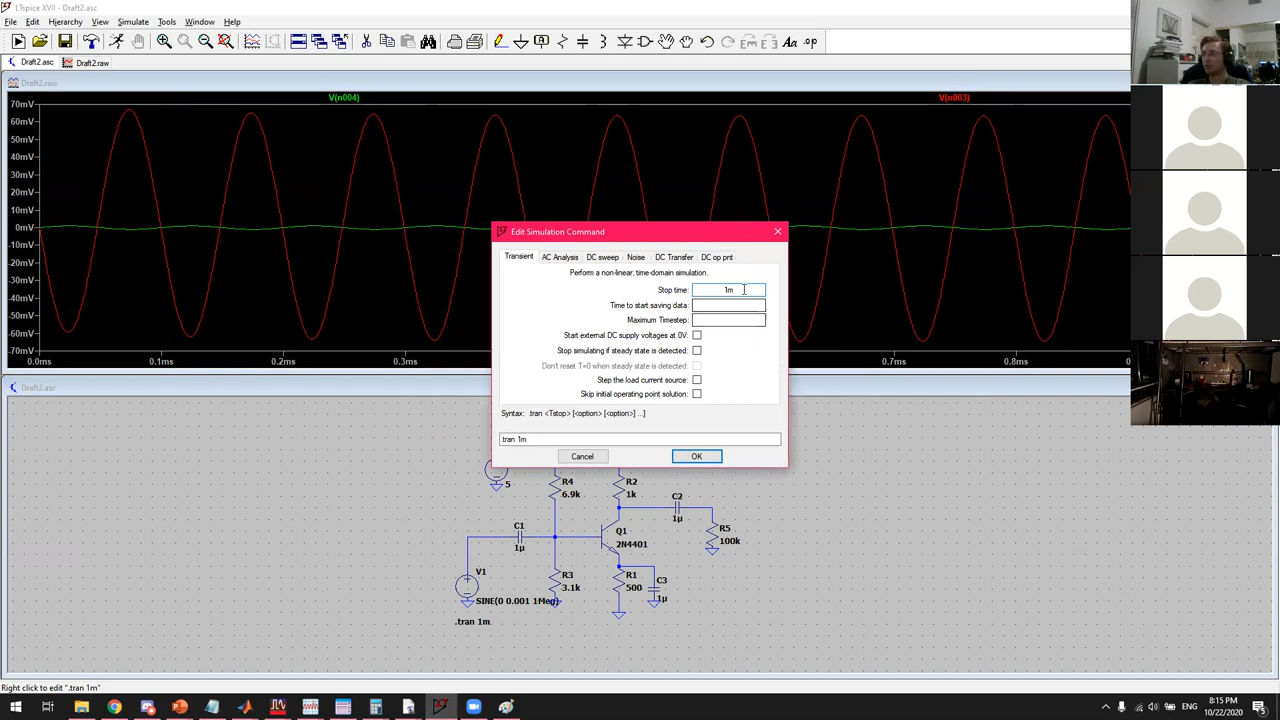 LTspice XVII - Draft2.asc
File Edit Hierarchy View Simulate Tools Window Help
Draft2.asc Draft2.raw
Draft2.raw
V(n004) V(n003)
70mV
60mV
50mV
40mV
30mV
20mV
10mV
0mV
-10mV
-20mV
-30mV
-40mV
-50mV
-60mV
-70mV
0.0ms 0.1ms 0.2ms 0.3ms 0.7ms 0.8ms
Edit Simulation Command
Transient AC Analysis DC sweep Noise DC Transfer DC op pnt
Perform a non-linear, time-domain simulation.
Stop time: 1m
Time to start saving data:
Maximum Timestep:
Start external DC supply voltages at 0V:
Stop simulating if steady state is detected:
Don't reset T=0 when steady state is detected:
Step the load current source:
Skip initial operating point solution:
Syntax: .tran <Tstop> [<option> [<option>] ...]
.tran 1m
Cancel OK
Draft2.asc
5
R4
6.9k
R2
1k
C2
1µ
C1
1µ
Q1
2N4401
R5
100k
V1
SINE(0 0.001 1Meg)
R3
3.1k
R1
500
C3
1µ
.tran 1m
Right click to edit ".tran 1m"
8:15 PM
10/22/2020
5